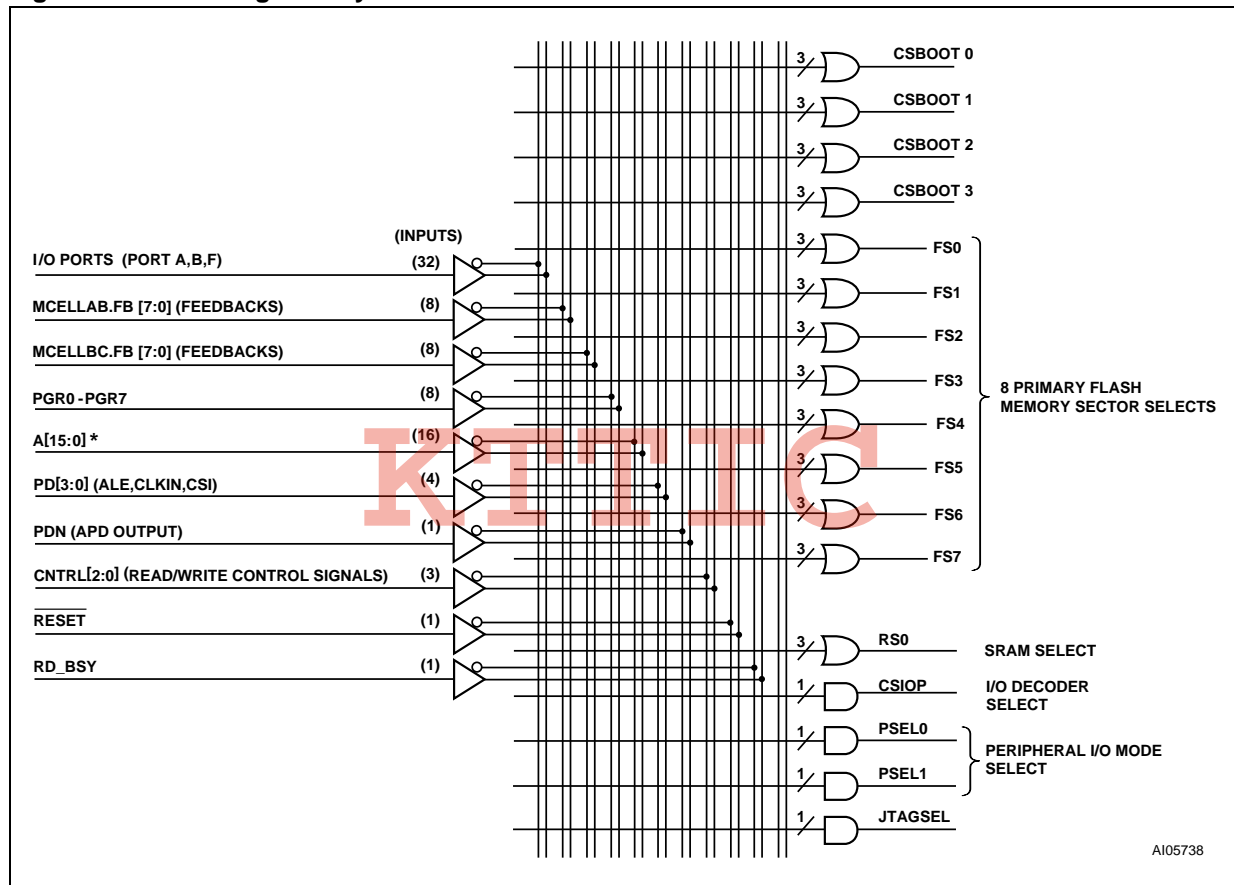 (INPUTS)
I/O PORTS (PORT A,B,F) (32)
MCELLAB.FB [7:0] (FEEDBACKS) (8)
MCELLBC.FB [7:0] (FEEDBACKS) (8)
PGR0 -PGR7 (8)
A[15:0] * (16)
PD[3:0] (ALE,CLKIN,CSI) (4)
PDN (APD OUTPUT) (1)
CNTRL[2:0] (READ/WRITE CONTROL SIGNALS) (3)
RESET (1)
RD_BSY (1)
3 CSBOOT 0
3 CSBOOT 1
3 CSBOOT 2
3 CSBOOT 3
3 FS0
3 FS1
3 FS2
3 FS3
3 FS4
3 FS5
3 FS6
3 FS7
8 PRIMARY FLASH
MEMORY SECTOR SELECTS
3 RS0 SRAM SELECT
1 CSIOP I/O DECODER
SELECT
1 PSEL0
1 PSEL1
PERIPHERAL I/O MODE
SELECT
1 JTAGSEL
AI05738
KTTIC